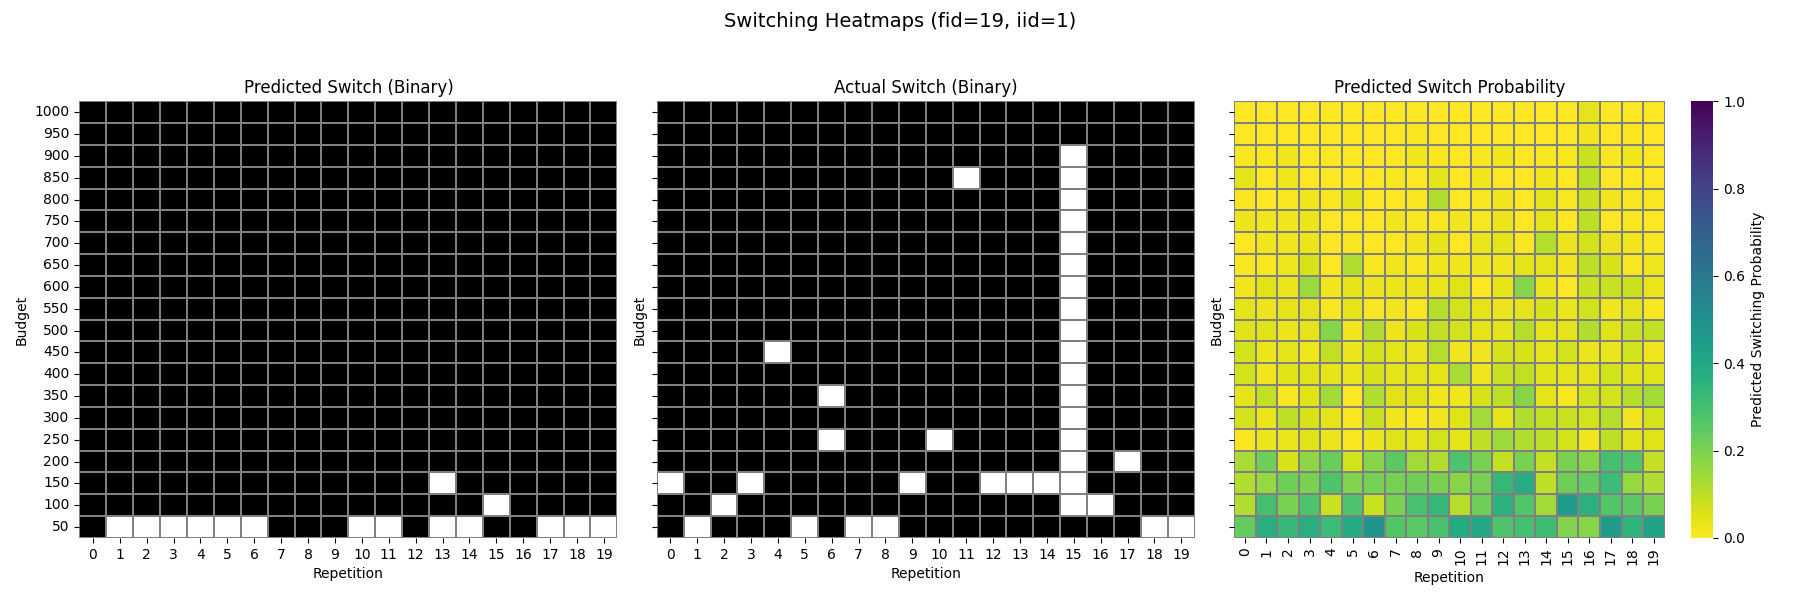 Switching Heatmaps (fid=19, iid=1)
Predicted Switch (Binary)
Budget
1000
950
900
850
800
750
700
650
600
550
500
450
400
350
300
250
200
150
100
50
0 1 2 3 4 5 6 7 8 9 10 11 12 13 14 15 16 17 18 19
Repetition
Actual Switch (Binary)
Budget
0 1 2 3 4 5 6 7 8 9 10 11 12 13 14 15 16 17 18 19
Repetition
Predicted Switch Probability
Budget
0 1 2 3 4 5 6 7 8 9 10 11 12 13 14 15 16 17 18 19
Repetition
1.0
0.8
0.6
0.4
0.2
0.0
Predicted Switching Probability